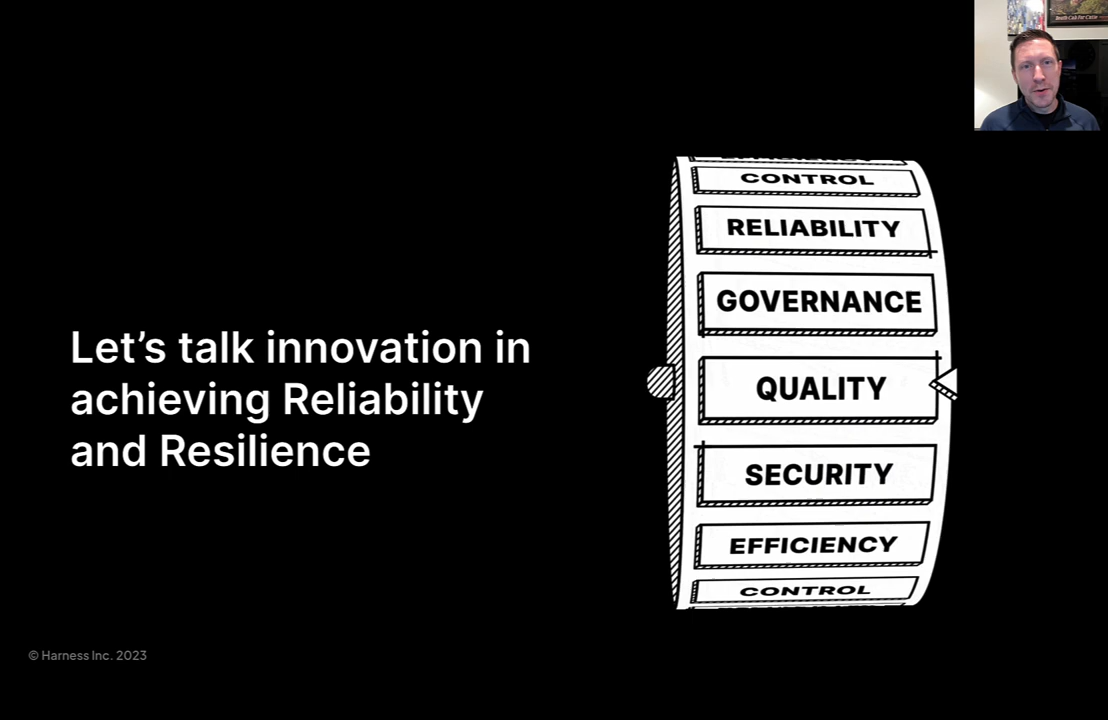 Let’s talk innovation in
achieving Reliability
and Resilience
CONTROL
RELIABILITY
GOVERNANCE
QUALITY
SECURITY
EFFICIENCY
CONTROL
© Harness Inc. 2023